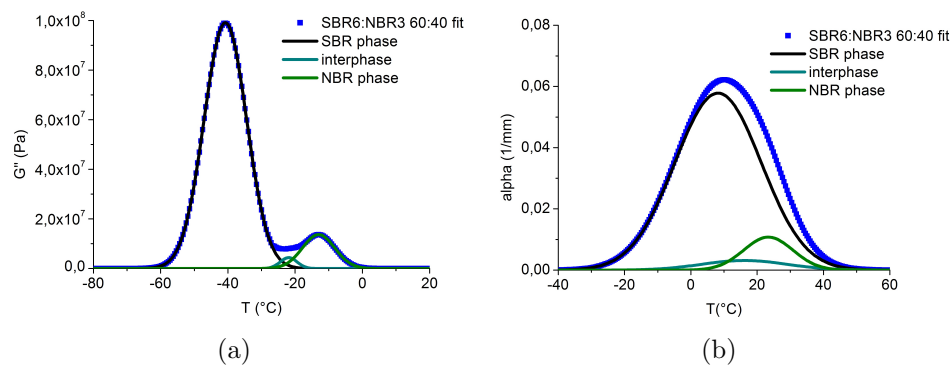 1,0x10⁸
8,0x10⁷
6,0x10⁷
4,0x10⁷
2,0x10⁷
0,0
G" (Pa)
SBR6:NBR3 60:40 fit
SBR phase
interphase
NBR phase
-80 -60 -40 -20 0 20
T (°C)
(a)
0,08
0,06
0,04
0,02
0,00
alpha (1/mm)
SBR6:NBR3 60:40 fit
SBR phase
interphase
NBR phase
-40 -20 0 20 40 60
T(°C)
(b)